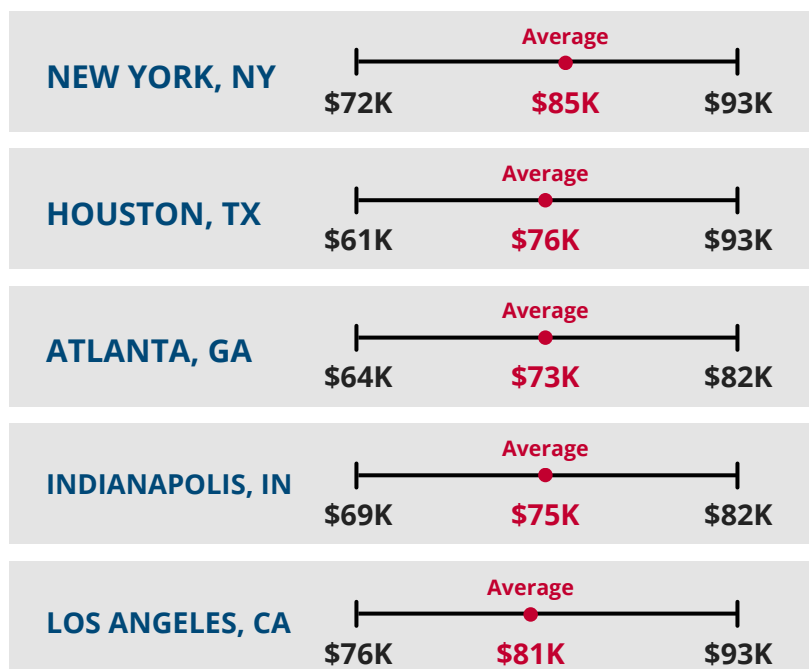 Average
NEW YORK, NY
$72K $85K $93K
Average
HOUSTON, TX
$61K $76K $93K
Average
ATLANTA, GA
$64K $73K $82K
Average
INDIANAPOLIS, IN
$69K $75K $82K
Average
LOS ANGELES, CA
$76K $81K $93K